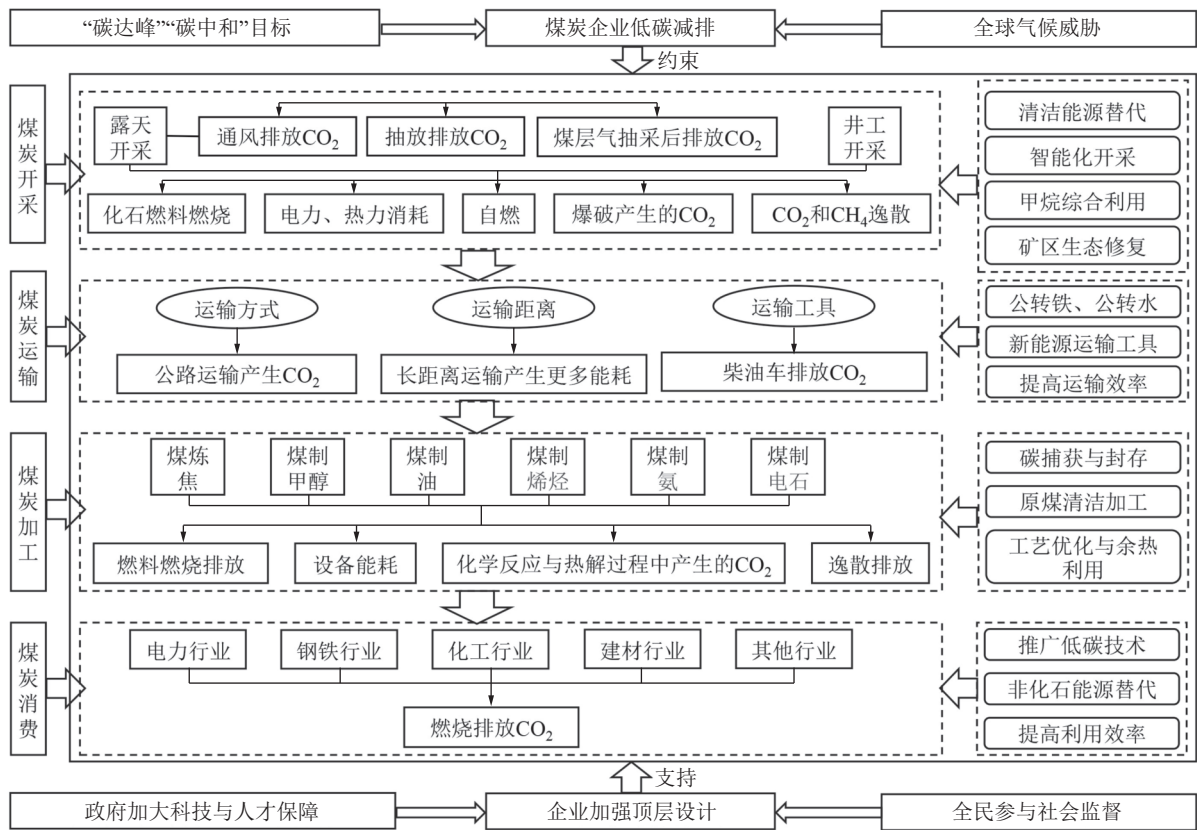 “碳达峰”“碳中和”目标
煤炭企业低碳减排
全球气候威胁
约束
煤
炭
开
采
露天
开采
通风排放CO₂
抽放排放CO₂
煤层气抽采后排放CO₂
井工
开采
化石燃料燃烧
电力、热力消耗
自燃
爆破产生的CO₂
CO₂和CH₄逸散
清洁能源替代
智能化开采
甲烷综合利用
矿区生态修复
煤
炭
运
输
运输方式
运输距离
运输工具
公路运输产生CO₂
长距离运输产生更多能耗
柴油车排放CO₂
公转铁、公转水
新能源运输工具
提高运输效率
煤
炭
加
工
煤炼
焦
煤制
甲醇
煤制
油
煤制
烯烃
煤制
氨
煤制
电石
燃料燃烧排放
设备能耗
化学反应与热解过程中产生的CO₂
逸散排放
碳捕获与封存
原煤清洁加工
工艺优化与余热
利用
煤
炭
消
费
电力行业
钢铁行业
化工行业
建材行业
其他行业
燃烧排放CO₂
推广低碳技术
非化石能源替代
提高利用效率
支持
政府加大科技与人才保障
企业加强顶层设计
全民参与社会监督